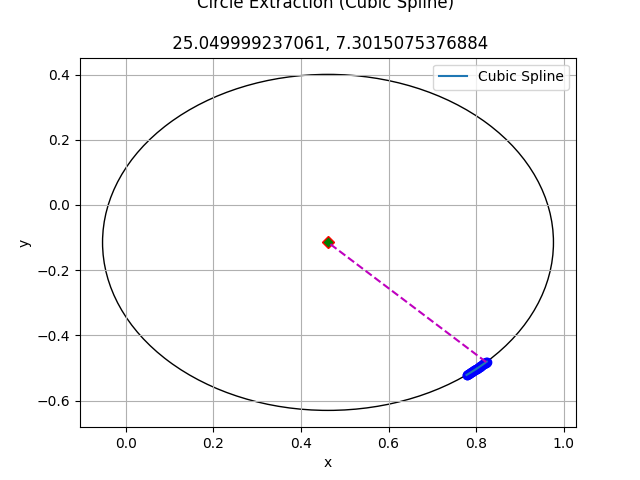 Circle Extraction (Cubic Spline)
25.049999237061, 7.3015075376884
Cubic Spline
0.4
0.2
0.0
−0.2
−0.4
−0.6
y
0.0 0.2 0.4 0.6 0.8 1.0
x